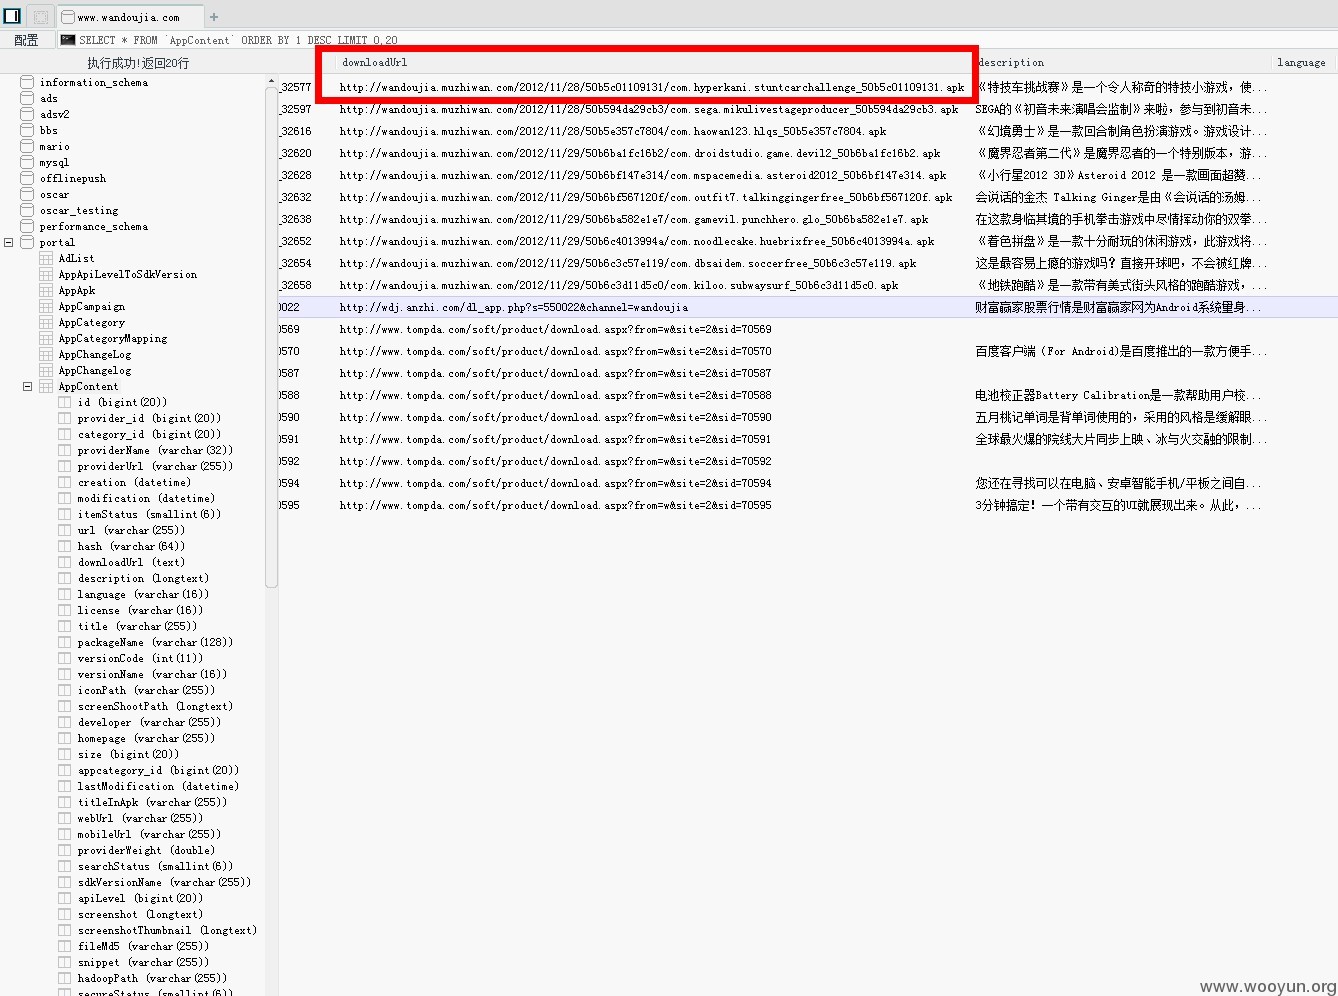 www.wandoujia.com
配置
SELECT * FROM `AppContent` ORDER BY 1 DESC LIMIT 0,20
执行成功!返回20行
information_schema
ads
adsv2
bbs
mario
mysql
offlinepush
oscar
oscar_testing
performance_schema
portal
AdList
AppApiLevelToSdkVersion
AppApk
AppCampaign
AppCategory
AppCategoryMapping
AppChangeLog
AppChangelog
AppContent
id (bigint(20))
provider_id (bigint(20))
category_id (bigint(20))
providerName (varchar(32))
providerUrl (varchar(255))
creation (datetime)
modification (datetime)
itemStatus (smallint(6))
url (varchar(255))
hash (varchar(64))
downloadUrl (text)
description (longtext)
language (varchar(16))
license (varchar(16))
title (varchar(255))
packageName (varchar(128))
versionCode (int(11))
versionName (varchar(16))
iconPath (varchar(255))
screenShootPath (longtext)
developer (varchar(255))
homepage (varchar(255))
size (bigint(20))
appcategory_id (bigint(20))
lastModification (datetime)
titleInApk (varchar(255))
webUrl (varchar(255))
mobileUrl (varchar(255))
providerWeight (double)
searchStatus (smallint(6))
sdkVersionName (varchar(255))
apiLevel (bigint(20))
screenshot (longtext)
screenshotThumbnail (longtext)
fileMd5 (varchar(255))
snippet (varchar(255))
hadoopPath (varchar(255))
secureStatus (smallint(6))
downloadUrl description language
_32577 http://wandoujia.muzhiwan.com/2012/11/28/50b5c01109131/com.hyperkani.stuntcarchallenge_50b5c01109131.apk 《特技车挑战赛》是一个令人称奇的特技小游戏，使...
_32597 http://wandoujia.muzhiwan.com/2012/11/28/50b594da29cb3/com.sega.mikulivestageproducer_50b594da29cb3.apk SEGA的《初音未来演唱会监制》来啦，参与到初音未...
_32616 http://wandoujia.muzhiwan.com/2012/11/28/50b5e357c7804/com.haowan123.hlqs_50b5e357c7804.apk 《幻境勇士》是一款回合制角色扮演游戏。游戏设计...
_32620 http://wandoujia.muzhiwan.com/2012/11/29/50b6ba1fc16b2/com.droidstudio.game.devil2_50b6ba1fc16b2.apk 《魔界忍者第二代》是魔界忍者的一个特别版本，游...
_32628 http://wandoujia.muzhiwan.com/2012/11/29/50b6bf147e314/com.mspacemedia.asteroid2012_50b6bf147e314.apk 《小行星2012 3D》Asteroid 2012 是一款画面超赞...
_32632 http://wandoujia.muzhiwan.com/2012/11/29/50b6bf567120f/com.outfit7.talkinggingerfree_50b6bf567120f.apk 会说话的金杰 Talking Ginger是由《会说话的汤姆...
_32638 http://wandoujia.muzhiwan.com/2012/11/29/50b6ba582e1e7/com.gamevil.punchhero.glo_50b6ba582e1e7.apk 在这款身临其境的手机拳击游戏中尽情挥动你的双拳...
_32652 http://wandoujia.muzhiwan.com/2012/11/29/50b6c4013994a/com.noodlecake.huebrixfree_50b6c4013994a.apk 《着色拼盘》是一款十分耐玩的休闲游戏，此游戏将...
_32654 http://wandoujia.muzhiwan.com/2012/11/29/50b6c3c57e119/com.dbsaidem.soccerfree_50b6c3c57e119.apk 这是最容易上瘾的游戏吗？直接开球吧，不会被红牌...
_32658 http://wandoujia.muzhiwan.com/2012/11/29/50b6c3d11d5c0/com.kiloo.subwaysurf_50b6c3d11d5c0.apk 《地铁跑酷》是一款带有美式街头风格的跑酷游戏，...
0022 http://wdj.anzhi.com/dl_app.php?s=550022&channel=wandoujia 财富赢家股票行情是财富赢家网为Android系统量身...
0569 http://www.tompda.com/soft/product/download.aspx?from=w&site=2&sid=70569
0570 http://www.tompda.com/soft/product/download.aspx?from=w&site=2&sid=70570 百度客户端（For Android)是百度推出的一款方便手...
0587 http://www.tompda.com/soft/product/download.aspx?from=w&site=2&sid=70587
0588 http://www.tompda.com/soft/product/download.aspx?from=w&site=2&sid=70588 电池校正器Battery Calibration是一款帮助用户校...
0590 http://www.tompda.com/soft/product/download.aspx?from=w&site=2&sid=70590 五月桃记单词是背单词使用的，采用的风格是缓解眼...
0591 http://www.tompda.com/soft/product/download.aspx?from=w&site=2&sid=70591 全球最火爆的院线大片同步上映、冰与火交融的限制...
0592 http://www.tompda.com/soft/product/download.aspx?from=w&site=2&sid=70592
0594 http://www.tompda.com/soft/product/download.aspx?from=w&site=2&sid=70594 您还在寻找可以在电脑、安卓智能手机/平板之间自...
0595 http://www.tompda.com/soft/product/download.aspx?from=w&site=2&sid=70595 3分钟搞定！一个带有交互的UI就展现出来。从此，...
www.wooyun.org